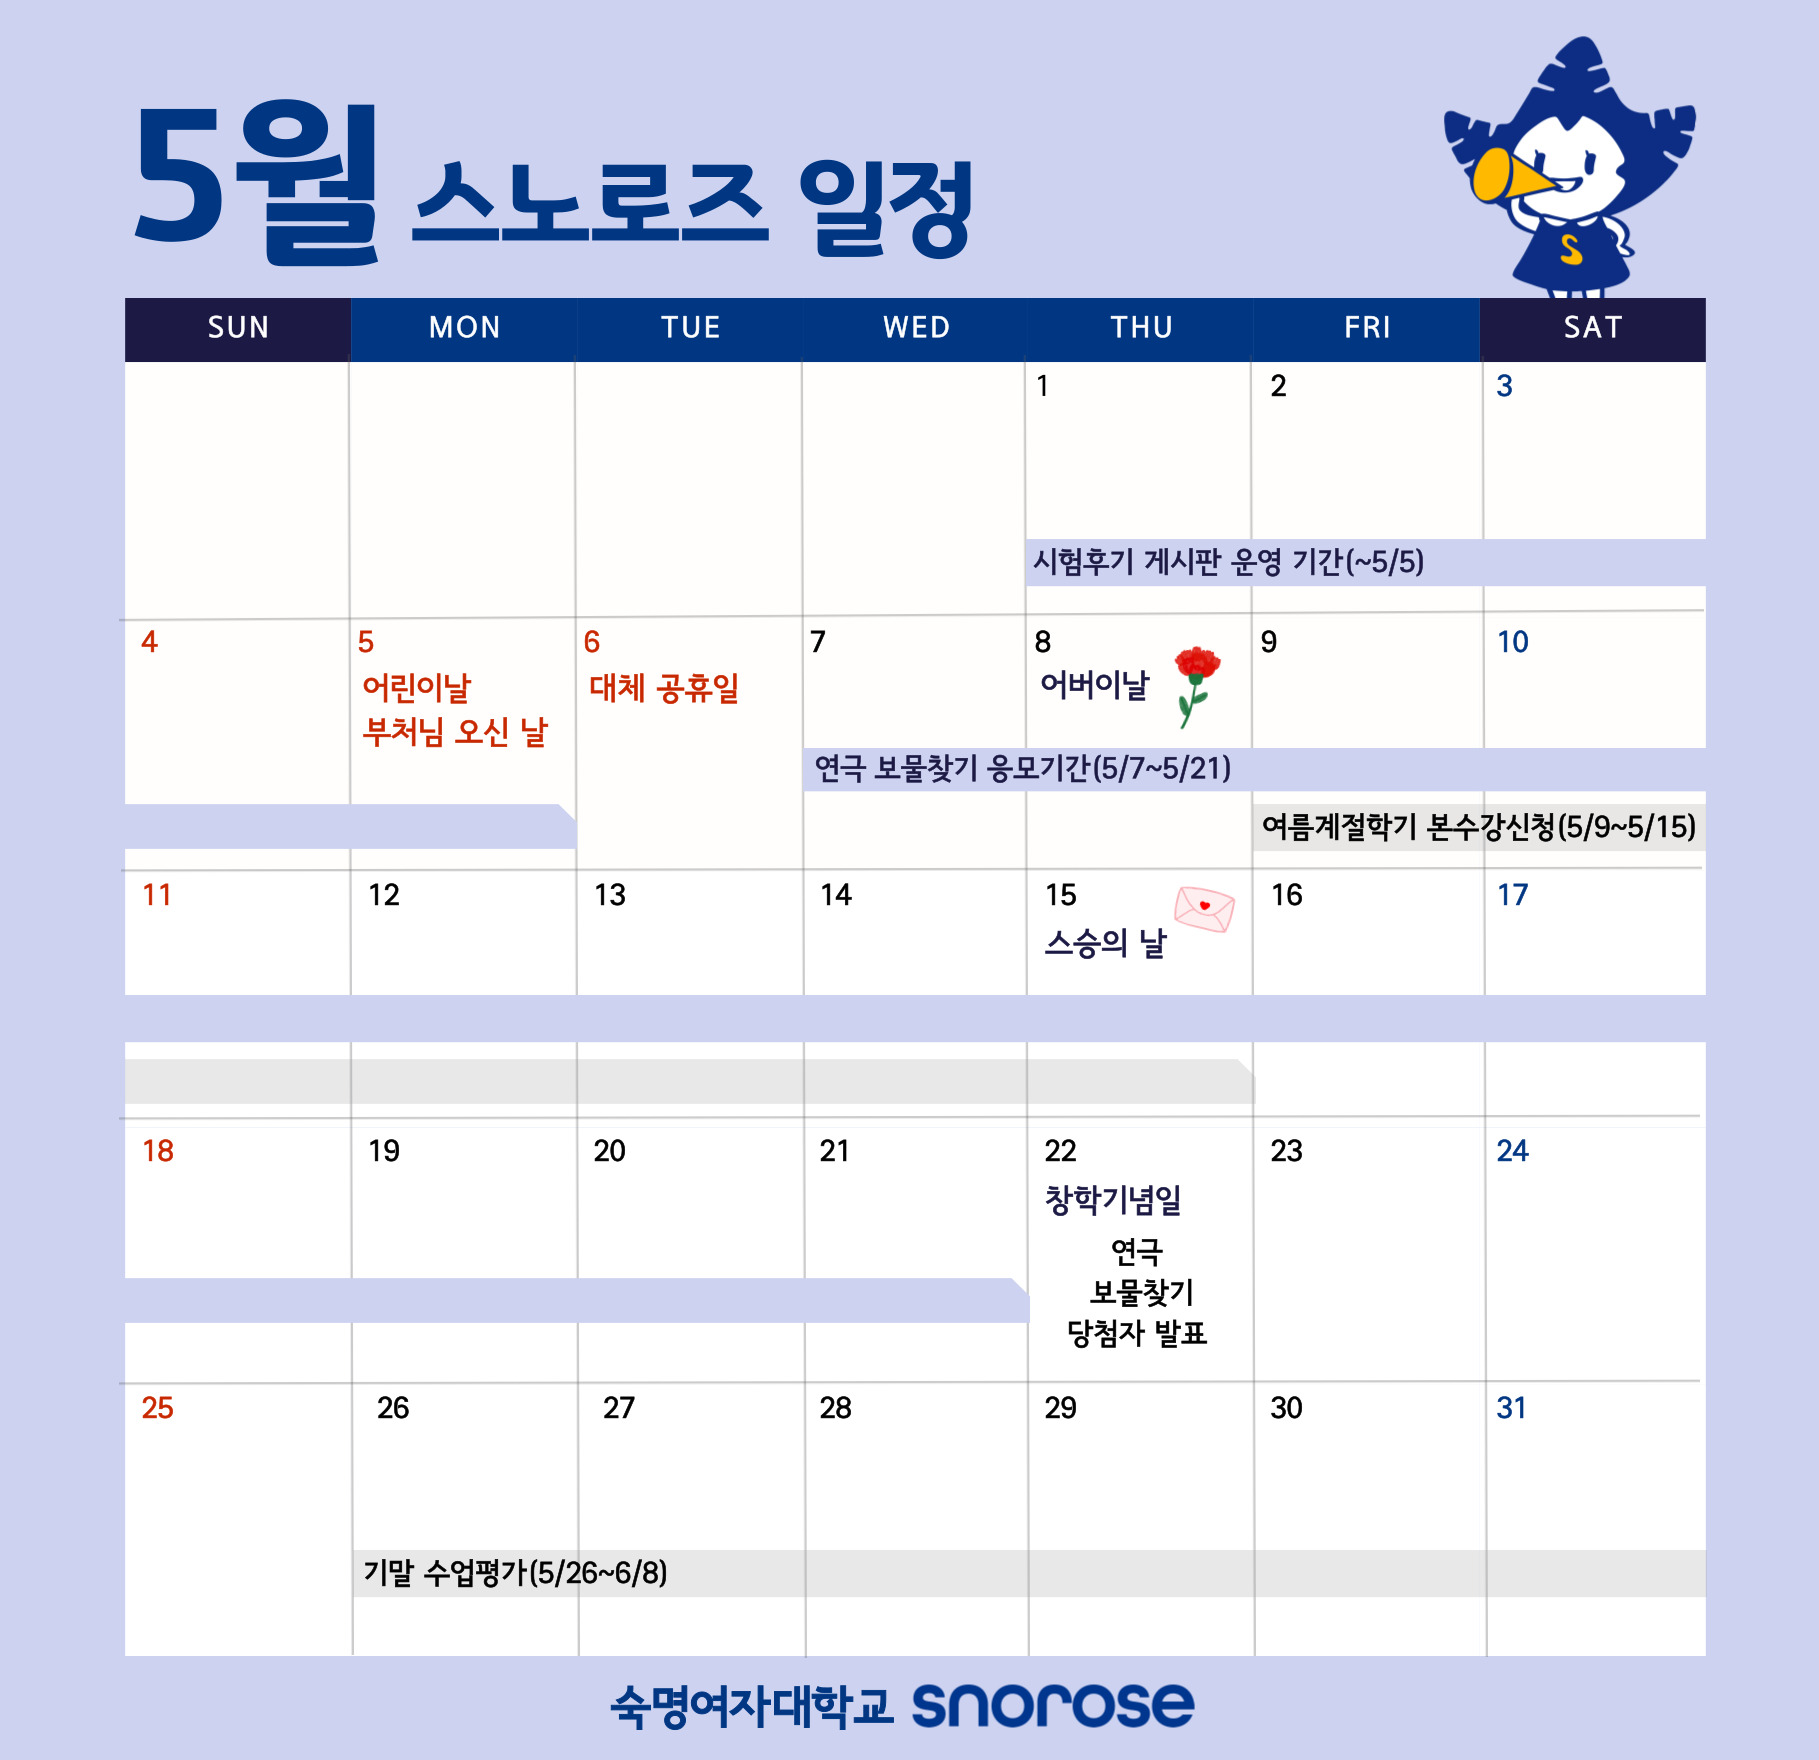 5월 스노로즈 일정
S
SUN MON TUE WED THU FRI SAT
1 2 3
시험후기 게시판 운영 기간(~5/5)
4 5 6 7 8 9 10
어린이날 대체 공휴일 어버이날
부처님 오신 날
연극 보물찾기 응모기간(5/7~5/21)
여름계절학기 본수강신청(5/9~5/15)
11 12 13 14 15 16 17
스승의 날
18 19 20 21 22 23 24
창학기념일
연극
보물찾기
당첨자 발표
25 26 27 28 29 30 31
기말 수업평가(5/26~6/8)
숙명여자대학교 snorose